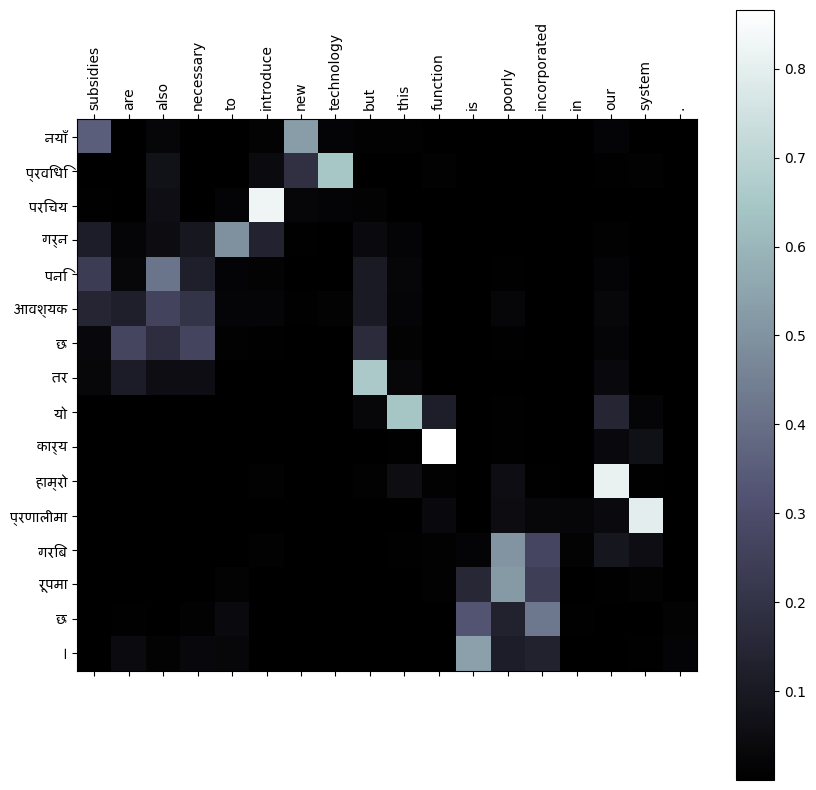 subsidies
are
also
necessary
to
introduce
new
technology
but
this
function
is
poorly
incorporated
in
our
system
.
नयाँ
प्रवधिि
परिचय
गर्न
पनि
आवश्यक
छ
तर
यो
कार्य
हाम्रो
प्रणालीमा
गरिब
रूपमा
छ
।
0.8
0.7
0.6
0.5
0.4
0.3
0.2
0.1